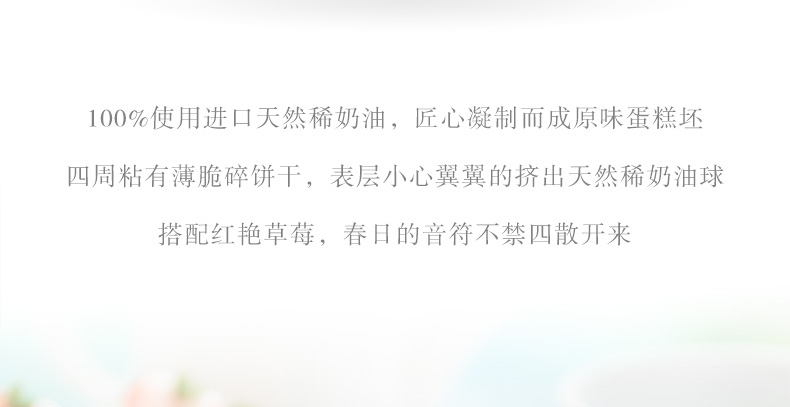 100%使用进口天然稀奶油，匠心凝制而成原味蛋糕坯
四周粘有薄脆碎饼干，表层小心翼翼的挤出天然稀奶油球
搭配红艳草莓，春日的音符不禁四散开来